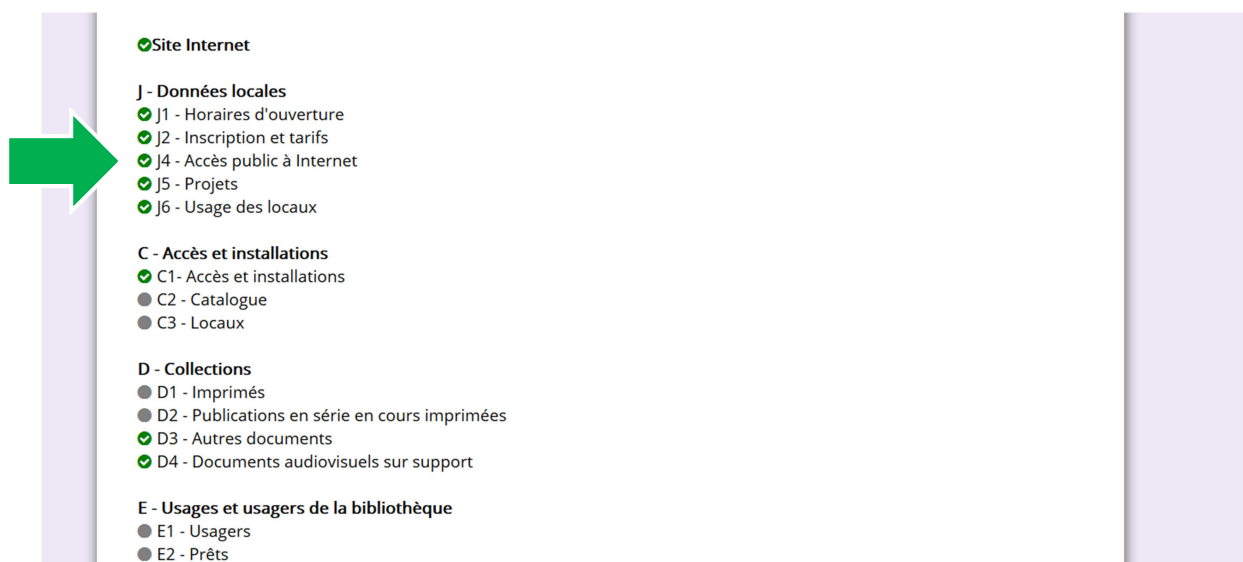 Site Internet
J - Données locales
J1 - Horaires d'ouverture
J2 - Inscription et tarifs
J4 - Accès public à Internet
J5 - Projets
J6 - Usage des locaux
C - Accès et installations
C1- Accès et installations
C2 - Catalogue
C3 - Locaux
D - Collections
D1 - Imprimés
D2 - Publications en série en cours imprimées
D3 - Autres documents
D4 - Documents audiovisuels sur support
E - Usages et usagers de la bibliothèque
E1 - Usagers
E2 - Prêts